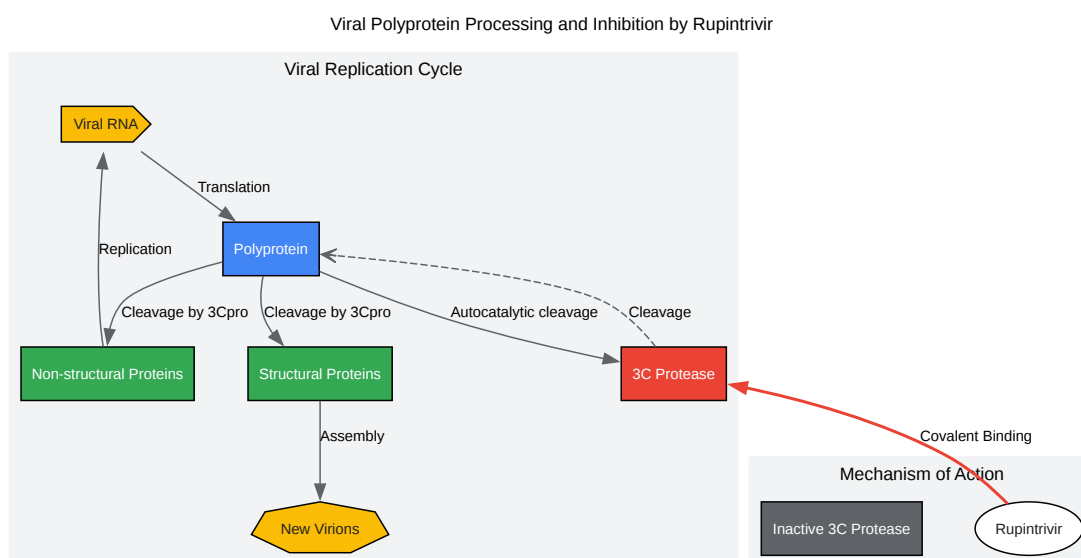 Viral Polyprotein Processing and Inhibition by Rupintrivir
Viral Replication Cycle
Viral RNA
Translation
Replication
Polyprotein
Cleavage by 3Cpro
Cleavage by 3Cpro
Autocatalytic cleavage
Cleavage
Non-structural Proteins
Structural Proteins
3C Protease
Assembly
Covalent Binding
New Virions
Mechanism of Action
Inactive 3C Protease
Rupintrivir